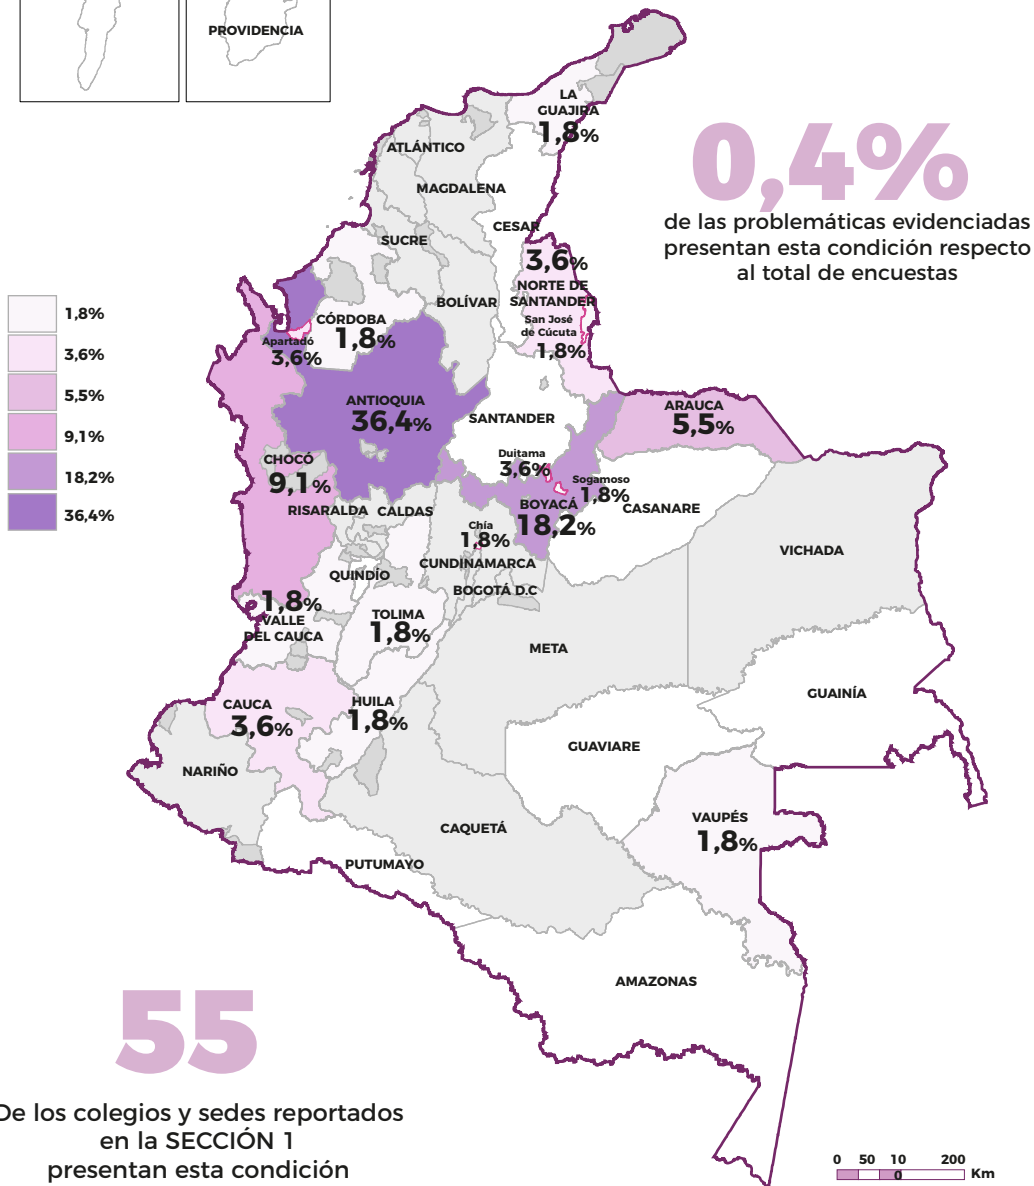 PROVIDENCIA
LA
GUAJIRA
1,8%
0,4%
de las problemáticas evidenciadas
presentan esta condición respecto
al total de encuestas
ATLÁNTICO
MAGDALENA
CESAR
SUCRE
3,6%
NORTE DE
SANTANDER
BOLÍVAR
San José
de Cúcuta
1,8%
CÓRDOBA
1,8%
Apartadó
3,6%
1,8%
3,6%
5,5%
9,1%
18,2%
36,4%
ANTIOQUIA
36,4%
SANTANDER
ARAUCA
5,5%
CHOCÓ
9,1%
Duitama
3,6%
Sogamoso
1,8%
BOYACÁ
18,2%
CASANARE
RISARALDA
CALDAS
Chía
1,8%
CUNDINAMARCA
BOGOTÁ D.C
VICHADA
QUINDÍO
1,8%
VALLE
DEL CAUCA
TOLIMA
1,8%
META
GUAINÍA
CAUCA
3,6%
HUILA
1,8%
GUAVIARE
NARIÑO
VAUPÉS
1,8%
CAQUETÁ
PUTUMAYO
AMAZONAS
55
De los colegios y sedes reportados
en la SECCIÓN 1
presentan esta condición
0 50 10 200
0 Km